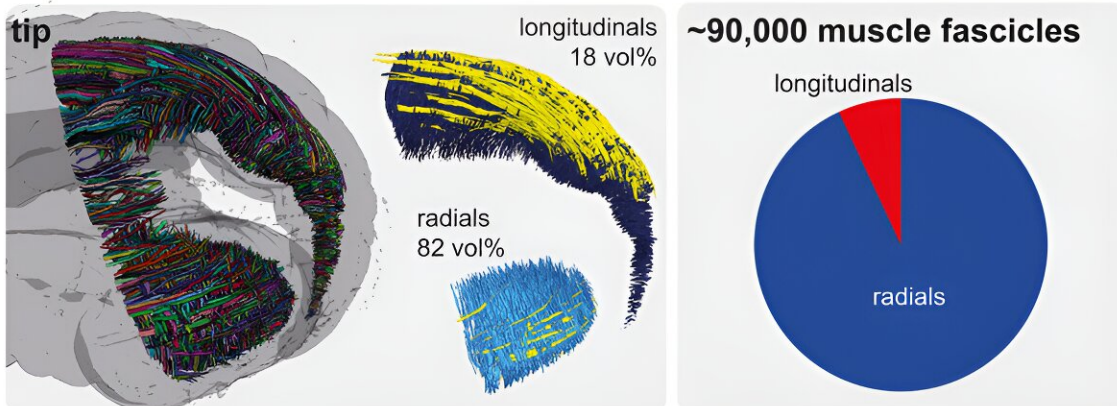 tip
longitudinals
18 vol%
radials
82 vol%
~90,000 muscle fascicles
longitudinals
radials